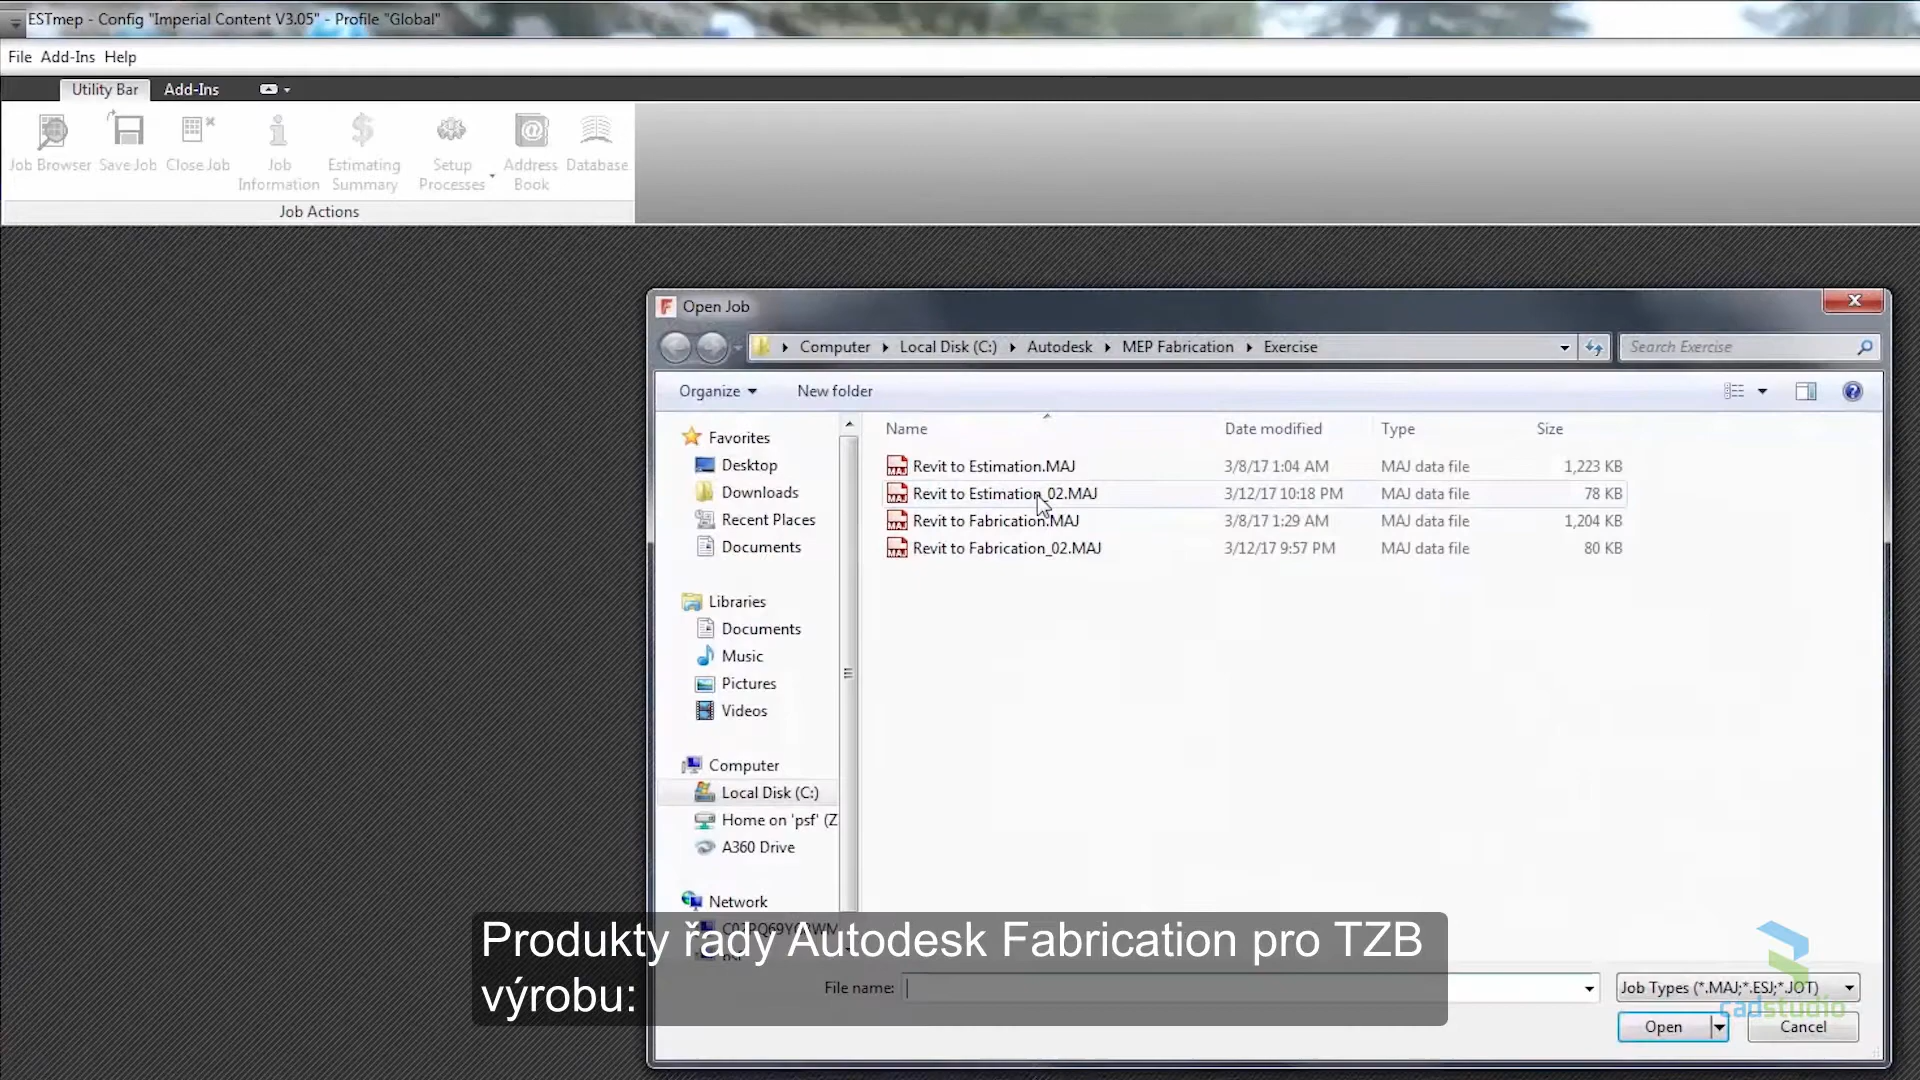 ESTmep - Config "Imperial Content V3.05" - Profile "Global"
File Add-Ins Help
Utility Bar Add-Ins
Job Browser Save Job Close Job Job Information Estimating Summary Setup Processes Address Book Database
Job Actions
Open Job
Computer Local Disk (C:) Autodesk MEP Fabrication Exercise
Search Exercise
Organize New folder
Name Date modified Type Size
Revit to Estimation.MAJ 3/8/17 1:04 AM MAJ data file 1,223 KB
Revit to Estimation_02.MAJ 3/12/17 10:18 PM MAJ data file 78 KB
Revit to Fabrication.MAJ 3/8/17 1:29 AM MAJ data file 1,204 KB
Revit to Fabrication_02.MAJ 3/12/17 9:57 PM MAJ data file 80 KB
Favorites
Desktop
Downloads
Recent Places
Documents
Libraries
Documents
Music
Pictures
Videos
Computer
Local Disk (C:)
Home on 'psf' (Z
A360 Drive
Network
Produkty řady Autodesk Fabrication pro TZB
výrobu:
File name:
Job Types (*.MAJ;*.ESJ;*.JOT)
cadstudio
Open Cancel